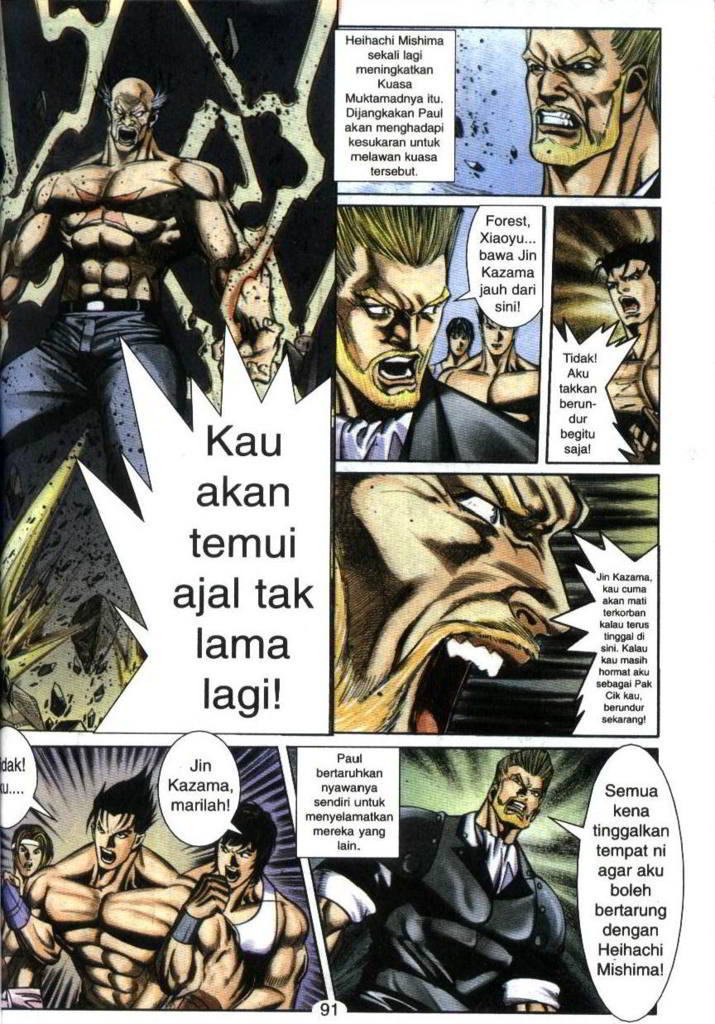 Heihachi Mishima
sekali lagi
meningkatkan
Kuasa
Muktamadnya itu.
Dijangkakan Paul
akan menghadapi
kesukaran untuk
melawan kuasa
tersebut.
Kau
akan
temui
ajal tak
lama
lagi!
Forest,
Xiaoyu...
bawa Jin
Kazama
jauh dari
sini!
Tidak!
Aku
takkan
berun-
dur
begitu
saja!
Jin Kazama,
kau cuma
akan mati
terkorban
kalau terus
tinggal di
sini. Kalau
kau masih
hormat aku
sebagai Pak
Cik kau,
berundur
sekarang!
dak!
u....
Jin
Kazama,
marilah!
Paul
bertaruhkan
nyawanya
sendiri untuk
menyelamatkan
mereka yang
lain.
Semua
kena
tinggalkan
tempat ni
agar aku
boleh
bertarung
dengan
Heihachi
Mishima!
91